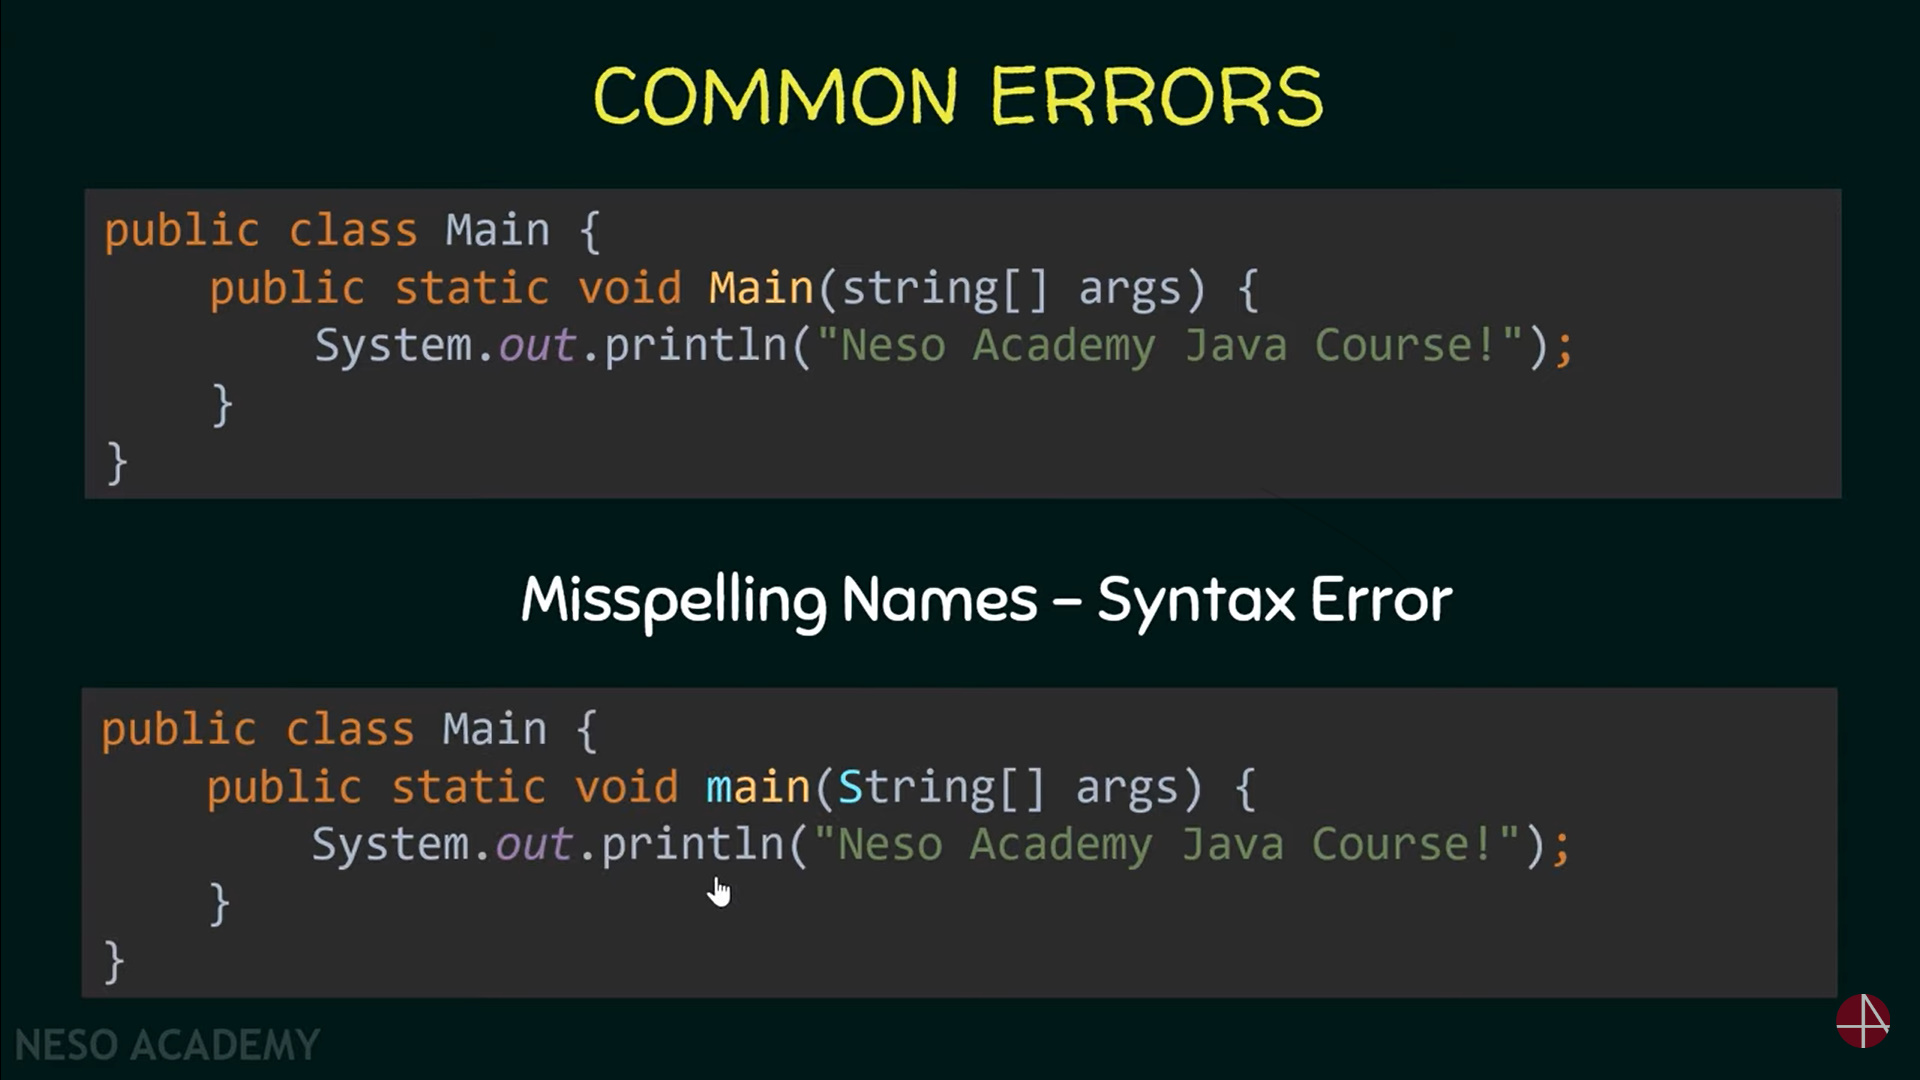 COMMON ERRORS
public class Main {
    public static void Main(string[] args) {
        System.out.println("Neso Academy Java Course!");
    }
}
Misspelling Names – Syntax Error
public class Main {
    public static void main(String[] args) {
        System.out.println("Neso Academy Java Course!");
    }
}
NESO ACADEMY